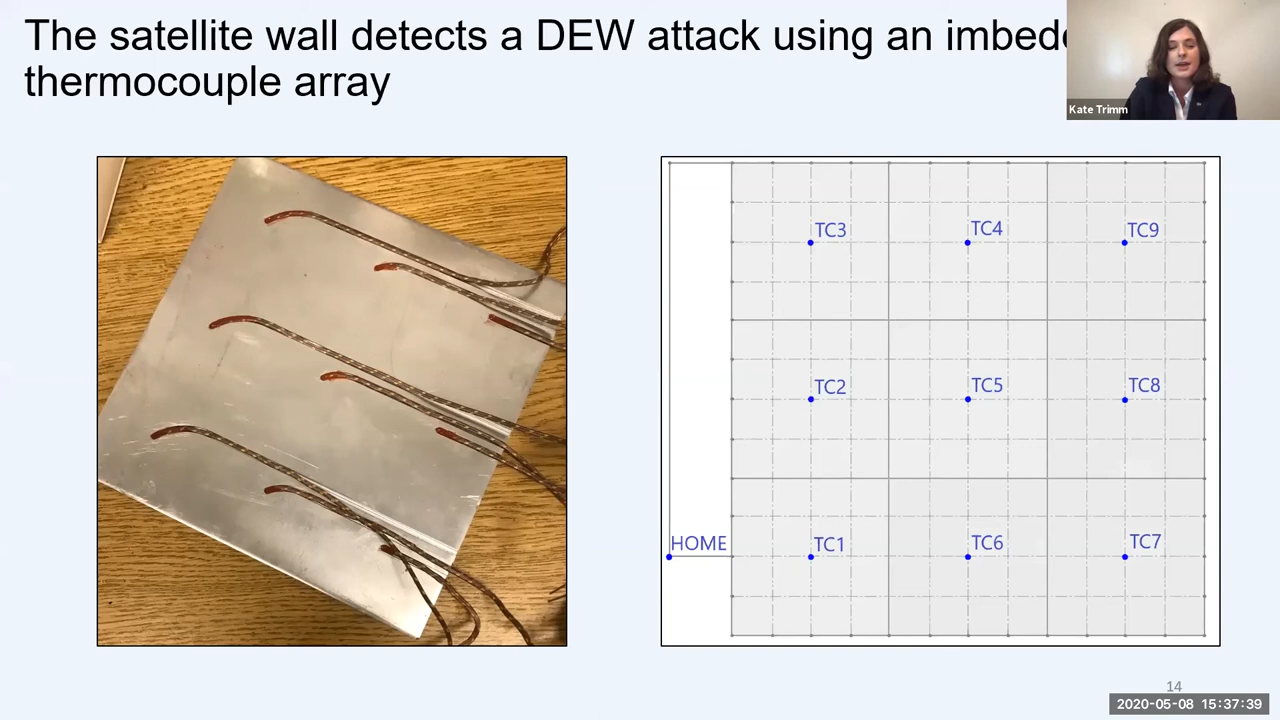 The satellite wall detects a DEW attack using an
thermocouple array
Kate Trimm
TC3
TC4
TC9
TC2
TC5
TC8
HOME
TC1
TC6
TC7
14
2020-05-08 15:37:39